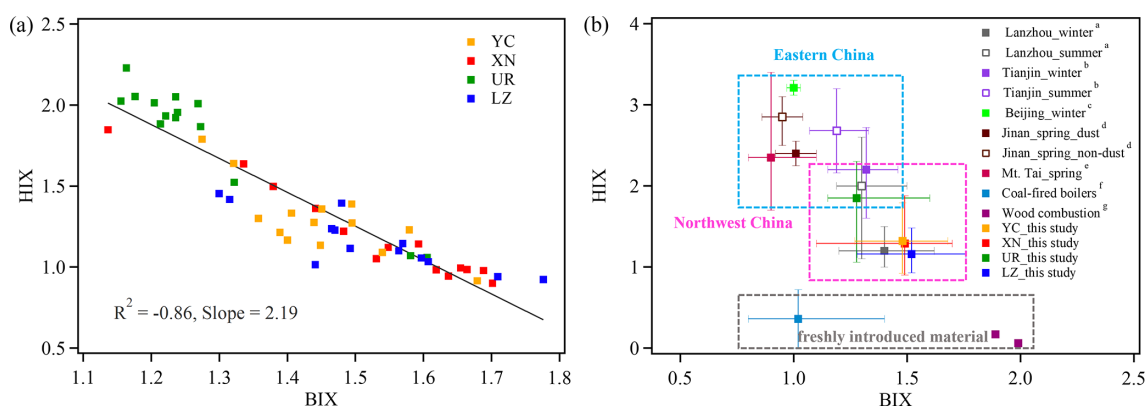 (a)
HIX
2.5
2.0
1.5
1.0
0.5
YC
XN
UR
LZ
R² = -0.86, Slope = 2.19
1.1 1.2 1.3 1.4 1.5 1.6 1.7 1.8
BIX
(b)
HIX
4
3
2
1
0
Eastern China
Northwest China
freshly introduced material
Lanzhou_winter ᵃ
Lanzhou_summer ᵃ
Tianjin_winter ᵇ
Tianjin_summer ᵇ
Beijing_winter ᶜ
Jinan_spring_dust ᵈ
Jinan_spring_non-dust ᵈ
Mt. Tai_spring ᵉ
Coal-fired boilers ᶠ
Wood combustion ᵍ
YC_this study
XN_this study
UR_this study
LZ_this study
0.5 1.0 1.5 2.0 2.5
BIX